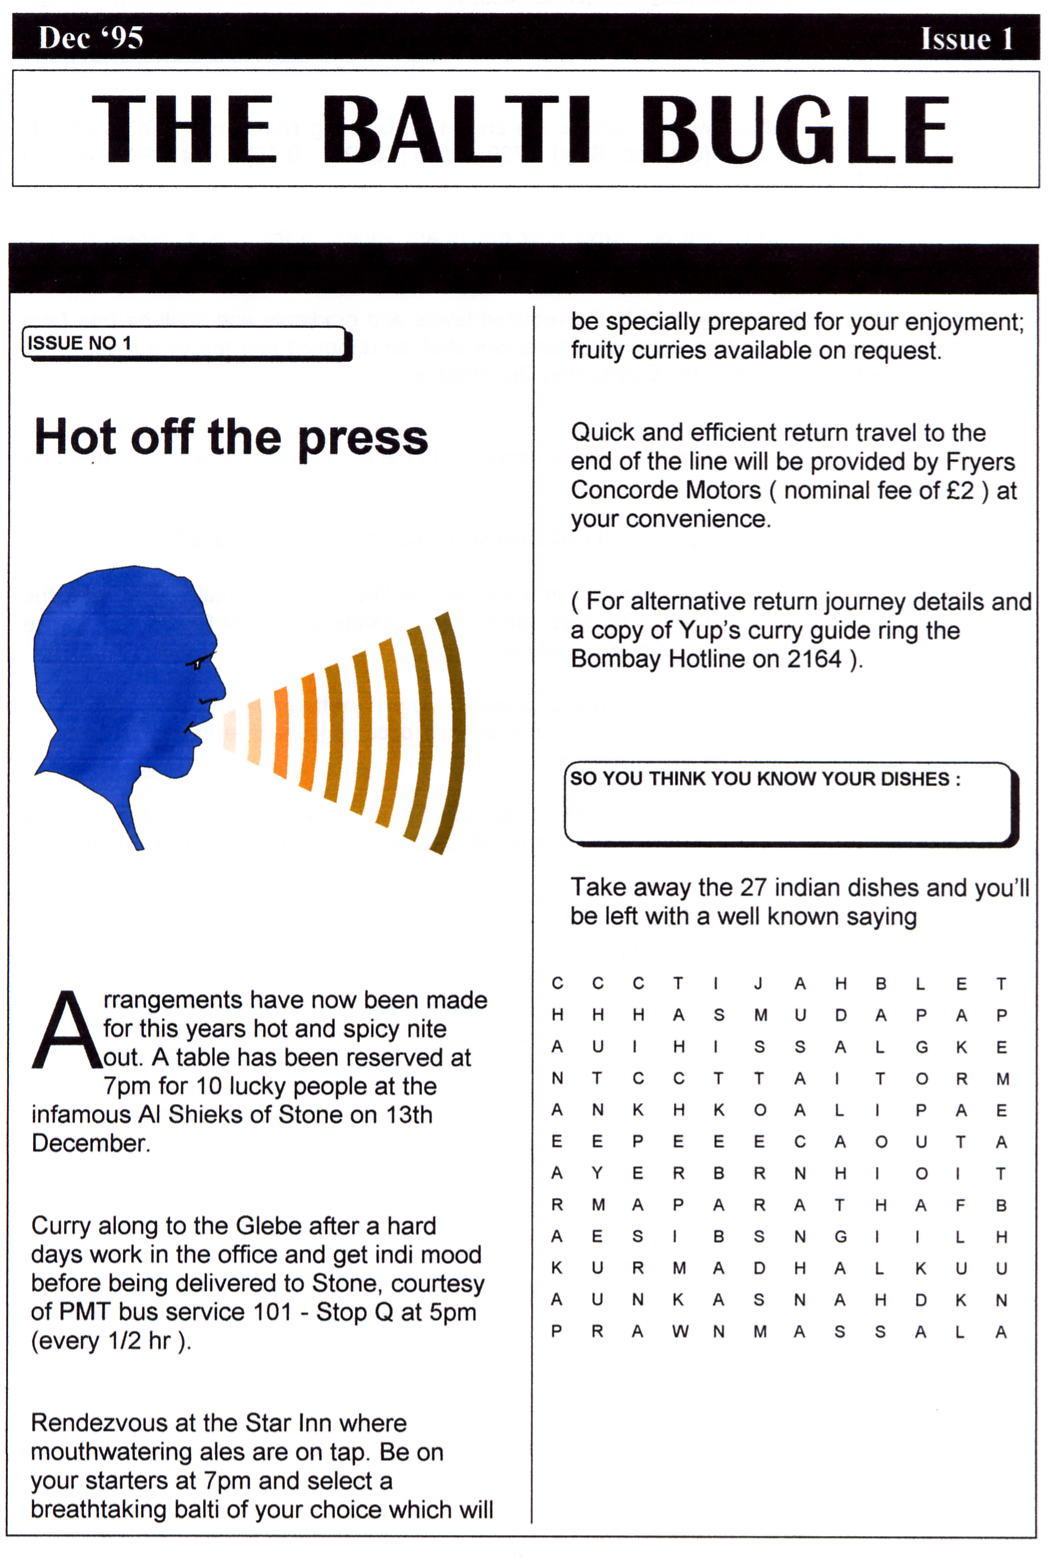 Dec ‘95 Issue 1
THE BALTI BUGLE
ISSUE NO 1
Hot off the press
Arrangements have now been made
for this years hot and spicy nite
out. A table has been reserved at
7pm for 10 lucky people at the
infamous Al Shieks of Stone on 13th
December.
Curry along to the Glebe after a hard
days work in the office and get indi mood
before being delivered to Stone, courtesy
of PMT bus service 101 - Stop Q at 5pm
(every 1/2 hr ).
Rendezvous at the Star Inn where
mouthwatering ales are on tap. Be on
your starters at 7pm and select a
breathtaking balti of your choice which will
be specially prepared for your enjoyment;
fruity curries available on request.
Quick and efficient return travel to the
end of the line will be provided by Fryers
Concorde Motors ( nominal fee of £2 ) at
your convenience.
( For alternative return journey details and
a copy of Yup’s curry guide ring the
Bombay Hotline on 2164 ).
SO YOU THINK YOU KNOW YOUR DISHES :
Take away the 27 indian dishes and you’ll
be left with a well known saying
C C C T I J A H B L E T
H H H A S M U D A P A P
A U I H I S S A L G K E
N T C C T T A I T O R M
A N K H K O A L I P A E
E E P E E E C A O U T A
A Y E R B R N H I O I T
R M A P A R A T H A F B
A E S I B S N G I I L H
K U R M A D H A L K U U
A U N K A S N A H D K N
P R A W N M A S S A L A